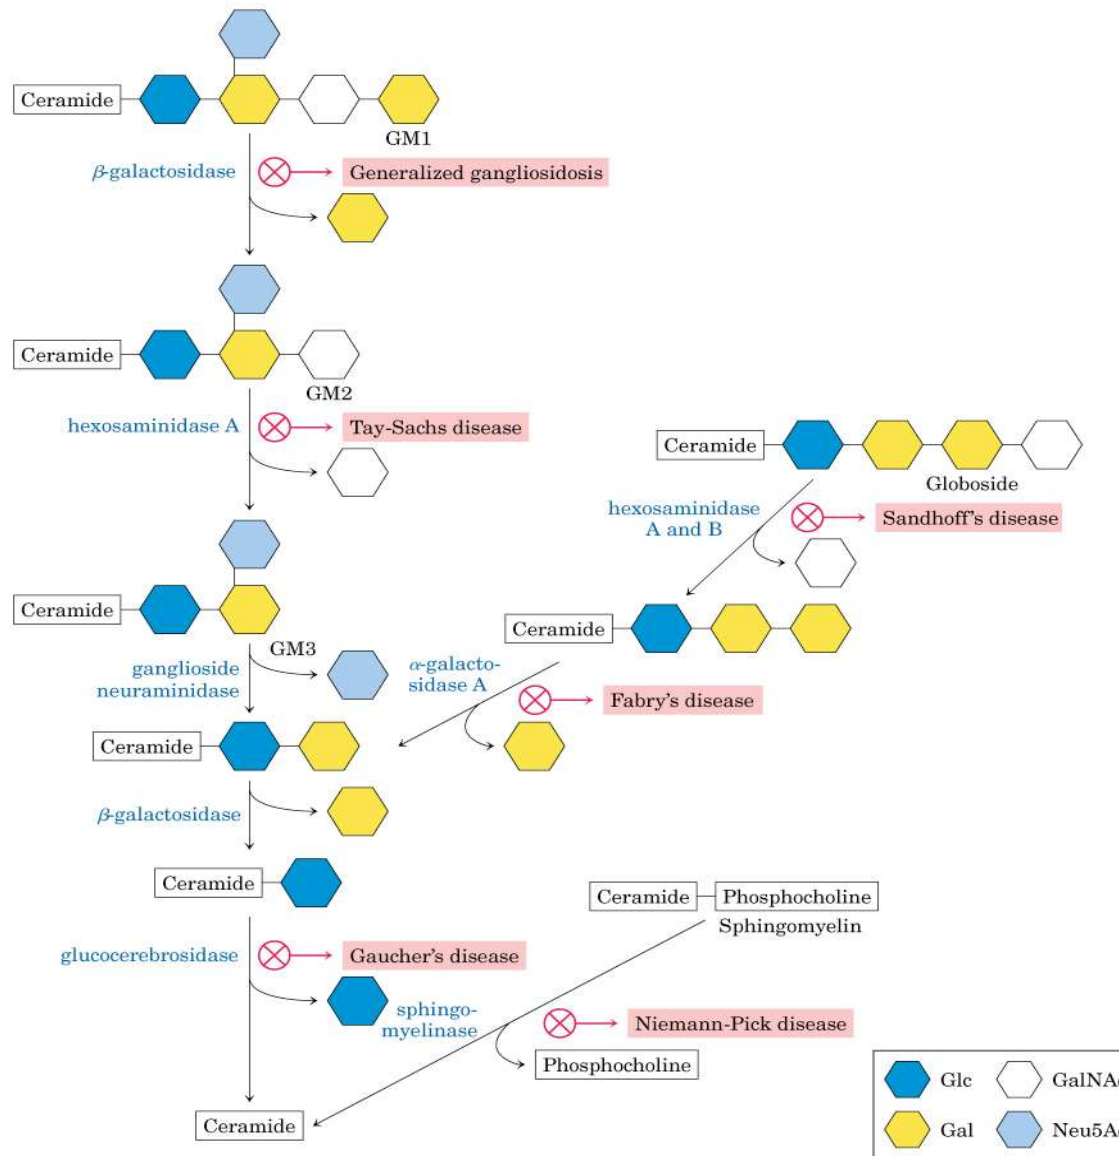 Ceramide
GM1
β-galactosidase
Generalized gangliosidosis
Ceramide
GM2
hexosaminidase A
Tay-Sachs disease
Ceramide
Globoside
hexosaminidase
A and B
Sandhoff's disease
Ceramide
GM3
Ceramide
ganglioside
neuraminidase
α-galacto-
sidase A
Fabry's disease
Ceramide
β-galactosidase
Ceramide
Ceramide
Phosphocholine
Sphingomyelin
glucocerebrosidase
Gaucher's disease
sphingo-
myelinase
Niemann-Pick disease
Phosphocholine
Ceramide
Glc
GalNA
Gal
Neu5A